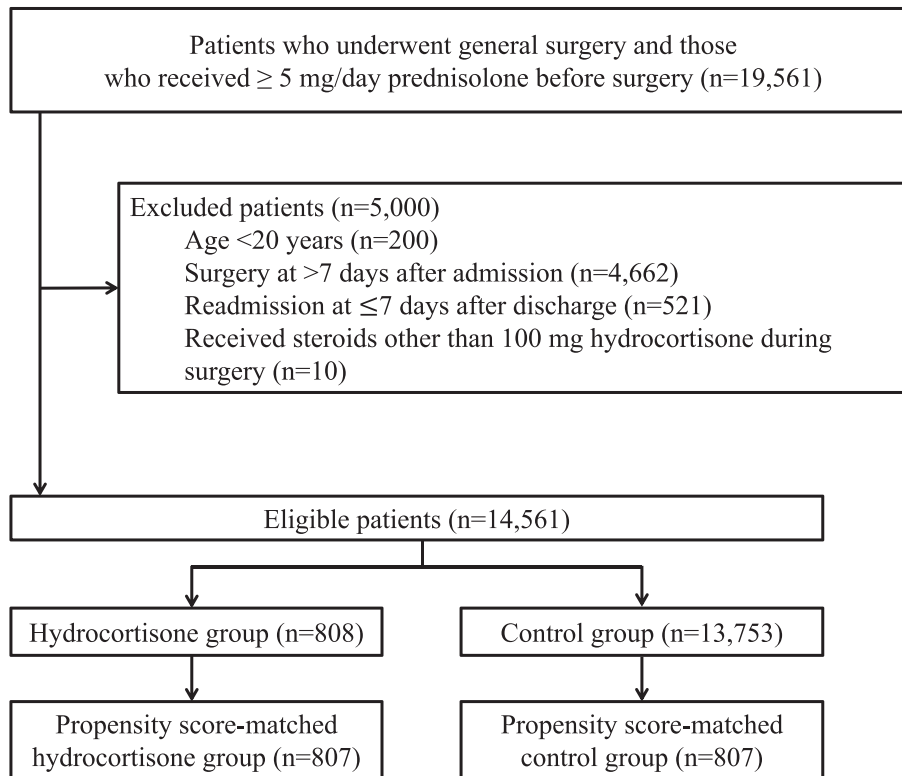 Patients who underwent general surgery and those
who received ≥ 5 mg/day prednisolone before surgery (n=19,561)
Excluded patients (n=5,000)
Age <20 years (n=200)
Surgery at >7 days after admission (n=4,662)
Readmission at ≤7 days after discharge (n=521)
Received steroids other than 100 mg hydrocortisone during
surgery (n=10)
Eligible patients (n=14,561)
Hydrocortisone group (n=808)
Control group (n=13,753)
Propensity score-matched
hydrocortisone group (n=807)
Propensity score-matched
control group (n=807)